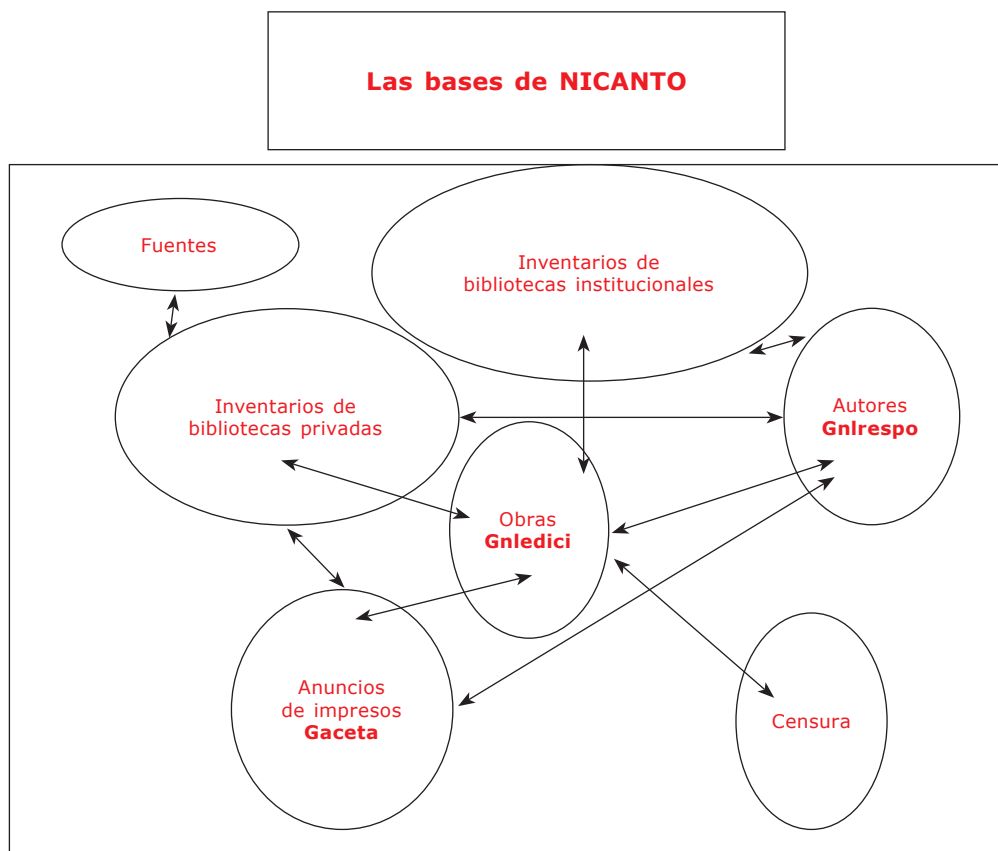 Las bases de NICANTO
Fuentes
Inventarios de
bibliotecas institucionales
Inventarios de
bibliotecas privadas
Autores
Gnlrespo
Obras
Gnledici
Anuncios
de impresos
Gaceta
Censura